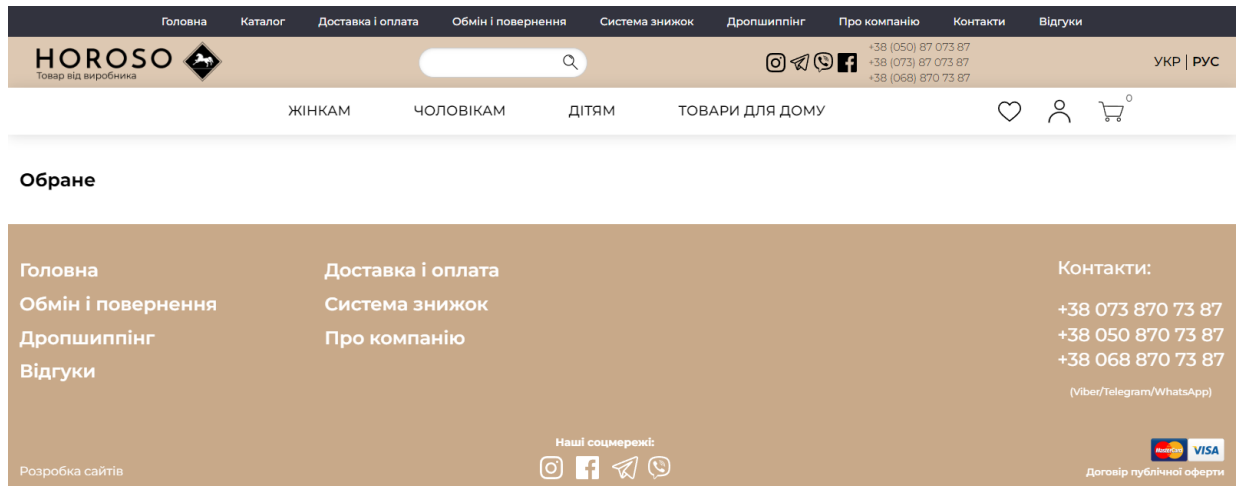 Головна Каталог Доставка і оплата Обмін і повернення Система знижок Дропшиппінг Про компанію Контакти Відгуки
HOROSO
Товар від виробника
+38 (050) 87 073 87
+38 (073) 87 073 87
+38 (068) 870 73 87
УКР | РУС
ЖІНКАМ ЧОЛОВІКАМ ДІТЯМ ТОВАРИ ДЛЯ ДОМУ 0
Обране
Головна Доставка і оплата
Обмін і повернення Система знижок
Дропшиппінг Про компанію
Відгуки
Контакти:
+38 073 870 73 87
+38 050 870 73 87
+38 068 870 73 87
(Viber/Telegram/WhatsApp)
Наші соцмережі:
MasterCard VISA
Розробка сайтів
Договір публічної оферти